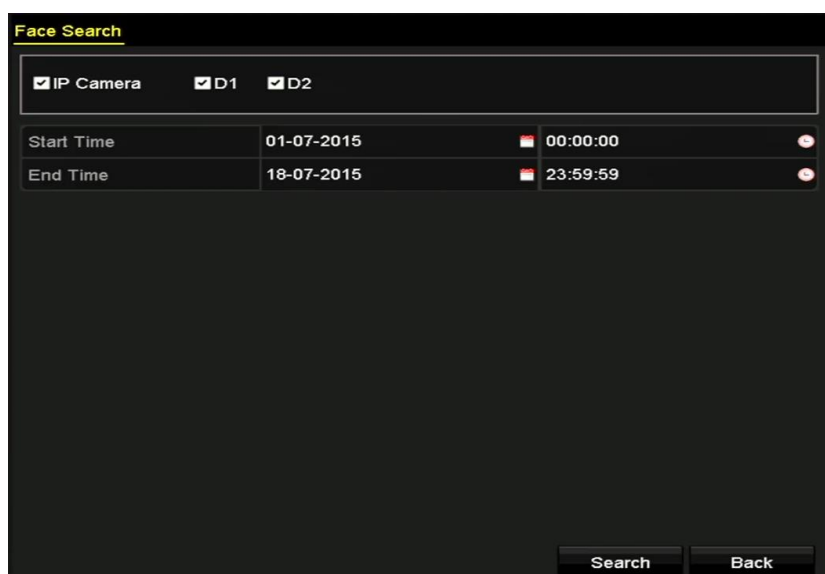 Face Search
IP Camera D1 D2
Start Time 01-07-2015 00:00:00
End Time 18-07-2015 23:59:59
Search Back